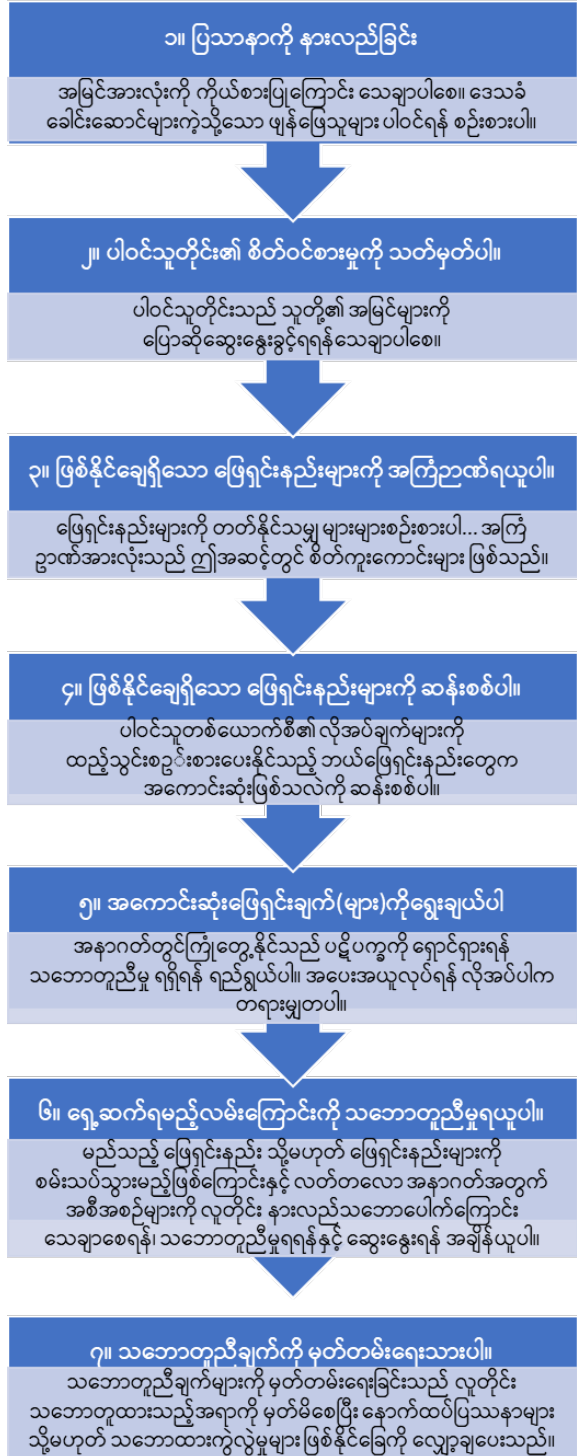 ၁။ ပြသာနာကို နားလည်ခြင်း
အမြင်အားလုံးကို ကိုယ်စားပြုကြောင်း သေချာပါစေ။ ဒေသခံ
ခေါင်းဆောင်များကဲ့သို့သော ဖျန်ဖြေသူများ ပါဝင်ရန် စဉ်းစားပါ။
၂။ ပါဝင်သူတိုင်း၏ စိတ်ဝင်စားမှုကို သတ်မှတ်ပါ။
ပါဝင်သူတိုင်းသည် သူတို့၏ အမြင်များကို
ပြောဆိုဆွေးနွေးခွင့်ရရန်သေချာပါစေ။
၃။ ဖြစ်နိုင်ချေရှိသော ဖြေရှင်းနည်းများကို အကြံဉာဏ်ရယူပါ။
ဖြေရှင်းနည်းများကို တတ်နိုင်သမျှ များများစဉ်းစားပါ... အကြံ
ဥာဏ်အားလုံးသည် ဤအဆင့်တွင် စိတ်ကူးကောင်းများ ဖြစ်သည်။
၄။ ဖြစ်နိုင်ချေရှိသော ဖြေရှင်းနည်းများကို ဆန်းစစ်ပါ။
ပါဝင်သူတစ်ယောက်စီ၏ လိုအပ်ချက်များကို
ထည့်သွင်းစဥ◌်းစားပေးနိုင်သည့် ဘယ်ဖြေရှင်းနည်းတွေက
အကောင်းဆုံးဖြစ်သလဲကို ဆန်းစစ်ပါ။
၅။ အကောင်းဆုံးဖြေရှင်းချက်(များ)ကိုရွေးချယ်ပါ
အနာဂတ်တွင်ကြုံတွေ့နိုင်သည် ပဋိပက္ခကို ရှောင်ရှားရန်
သဘောတူညီမှု ရရှိရန် ရည်ရွယ်ပါ။ အပေးအယူလုပ်ရန် လိုအပ်ပါက
တရားမျှတပါ။
၆။ ရှေ့ဆက်ရမည့်လမ်းကြောင်းကို သဘောတူညီမှုရယူပါ။
မည်သည့် ဖြေရှင်းနည်း သို့မဟုတ် ဖြေရှင်းနည်းများကို
စမ်းသပ်သွားမည့်ဖြစ်ကြောင်းနှင့် လတ်တလော အနာဂတ်အတွက်
အစီအစဉ်များကို လူတိုင်း နားလည်သဘောပေါက်ကြောင်း
သေချာစေရန်၊ သဘောတူညီမှုရရန်နှင့် ဆွေးနွေးရန် အချိန်ယူပါ။
၇။ သဘောတူညီချက်ကို မှတ်တမ်းရေးသားပါ။
သဘောတူညီချက်များကို မှတ်တမ်းရေးခြင်းသည် လူတိုင်း
သဘောတူထားသည့်အရာကို မှတ်မိစေပြီး နောက်ထပ်ပြဿနာများ
သို့မဟုတ် သဘောထားကွဲလွဲမှုများဖြစ်နိုင်ခြေကို လျှော့ချပေးသည်။